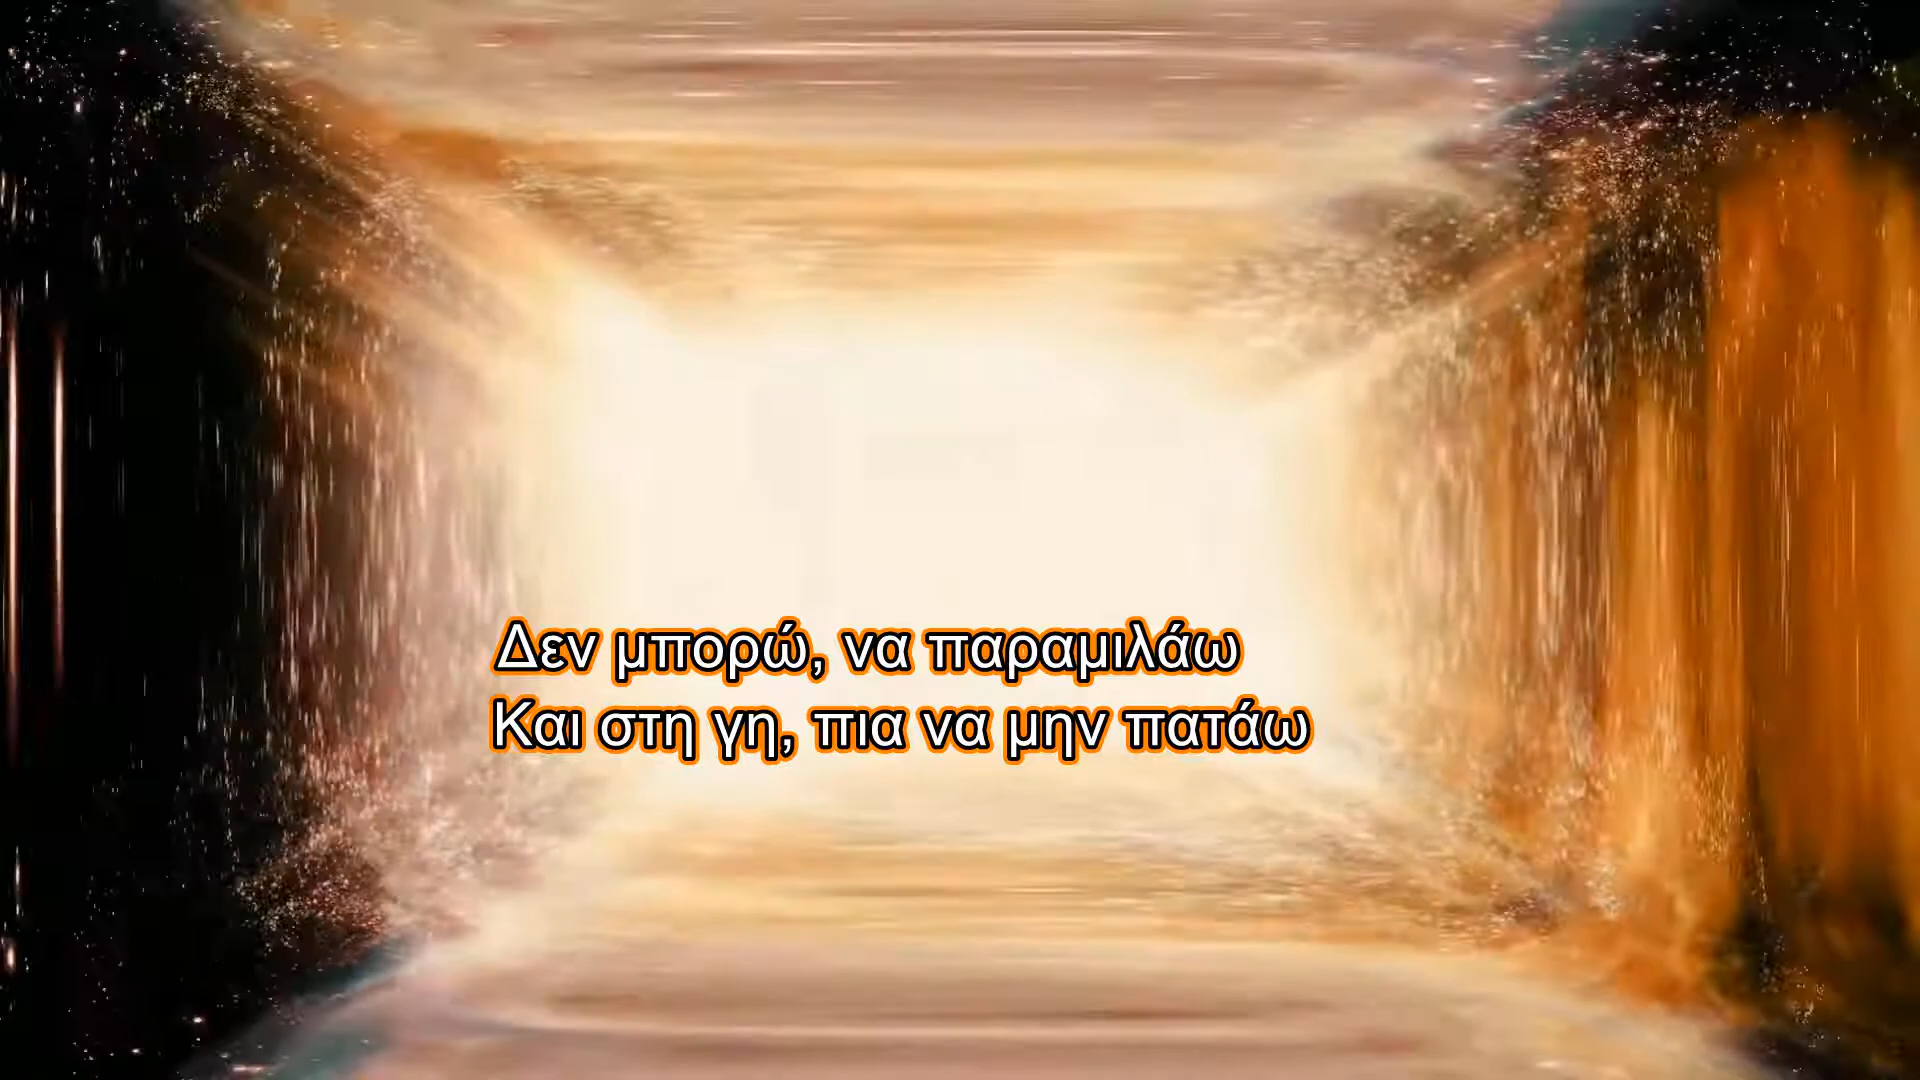 Δεν μπορώ, να παραμιλάω
Και στη γη, πια να μην πατάω